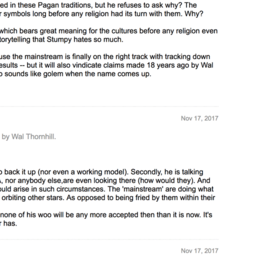 ed in these Pagan traditions, but he refuses to ask why? The
symbols long before any religion had its turn with them. Why?
which bears great meaning for the cultures before any religion even
storytelling that Stumpy hates so much.
use the mainstream is finally on the right track with tracking down
results -- but it will also vindicate claims made 18 years ago by Wal
o sounds like golem when the name comes up.
Nov 17, 2017
by Wal Thornhill.
o back it up (nor even a working model). Secondly, he is talking
, nor anybody else,are even looking there (how would they). And
ould arise in such circumstances. The 'mainstream' are doing what
orbiting other stars. As opposed to being fried by them within their
none of his woo will be any more accepted then than it is now. It's
r has.
Nov 17, 2017